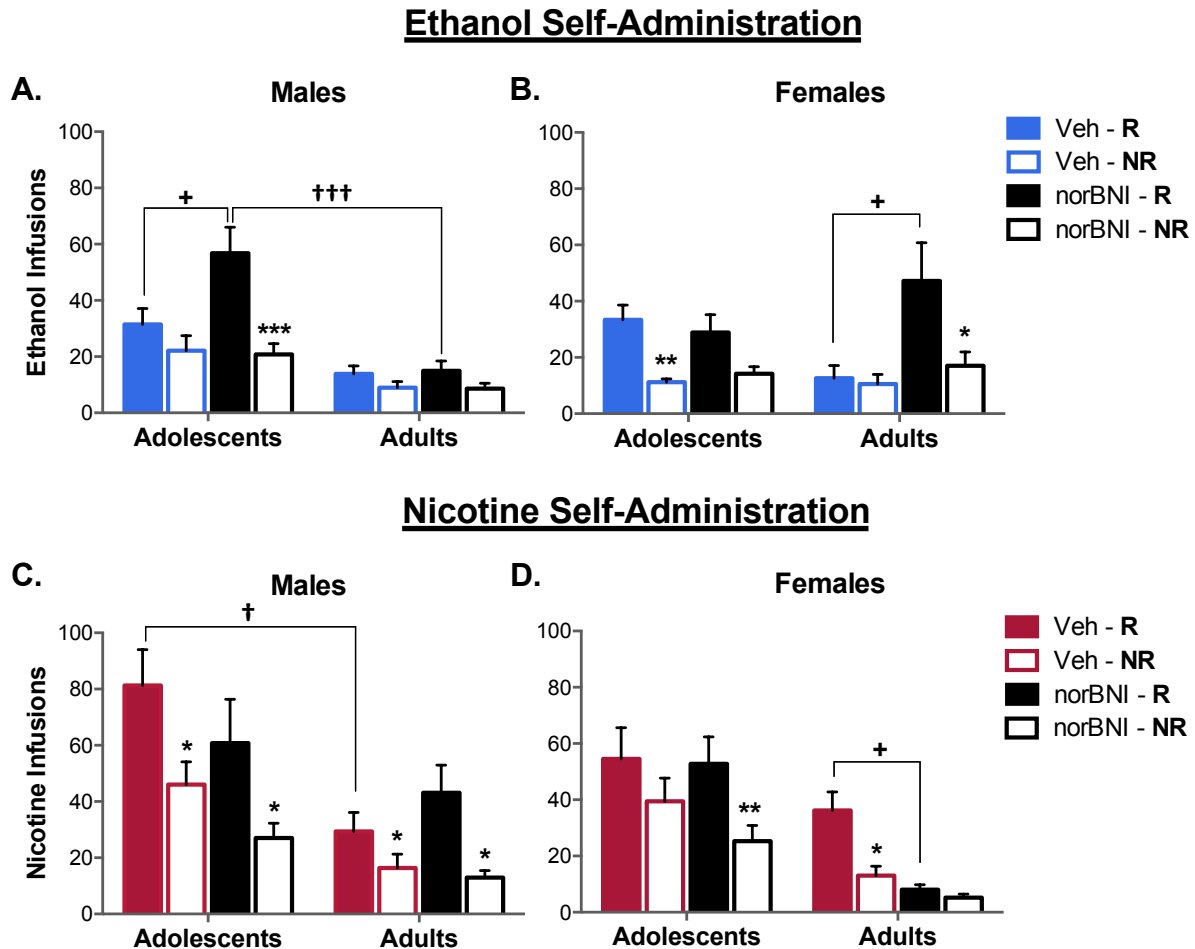 Ethanol Self-Administration
A.
Males
B.
Females
Ethanol Infusions
100
80
60
40
20
0
+
†††
***
Adolescents
Adults
100
80
60
40
20
0
**
+
*
Adolescents
Adults
Veh - R
Veh - NR
norBNI - R
norBNI - NR
Nicotine Self-Administration
C.
Males
D.
Females
Nicotine Infusions
100
80
60
40
20
0
†
*
*
*
*
Adolescents
Adults
100
80
60
40
20
0
**
+
*
Adolescents
Adults
Veh - R
Veh - NR
norBNI - R
norBNI - NR